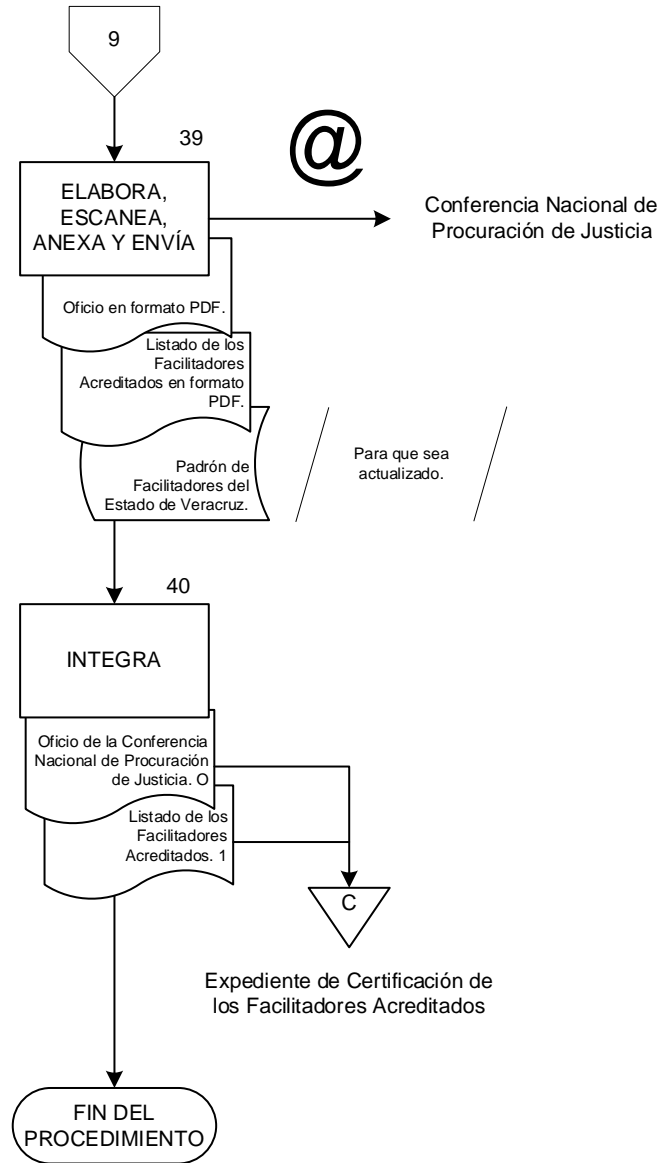 9
39
@
ELABORA,
ESCANEA,
ANEXA Y ENVÍA
Conferencia Nacional de
Procuración de Justicia
Oficio en formato PDF.
Listado de los
Facilitadores
Acreditados en formato
PDF.
Padrón de
Facilitadores del
Estado de Veracruz.
Para que sea
actualizado.
40
INTEGRA
Oficio de la Conferencia
Nacional de Procuración
de Justicia. O
Listado de los
Facilitadores
Acreditados. 1
C
Expediente de Certificación de
los Facilitadores Acreditados
FIN DEL
PROCEDIMIENTO